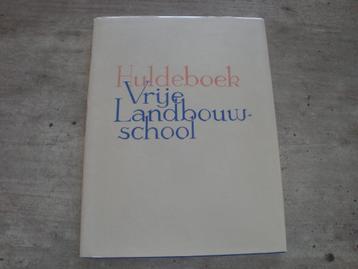 Huldeboek
Vrije
Landbouw-
school